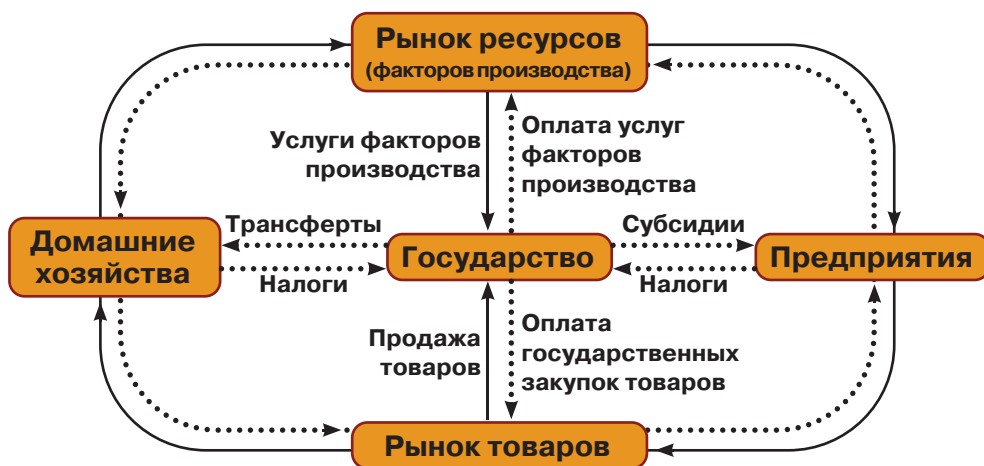 Рынок ресурсов
(факторов производства)
Услуги факторов
производства
Оплата услуг
факторов
производства
Домашние
хозяйства
Трансферты
Налоги
Государство
Субсидии
Налоги
Предприятия
Продажа
товаров
Оплата
государственных
закупок товаров
Рынок товаров